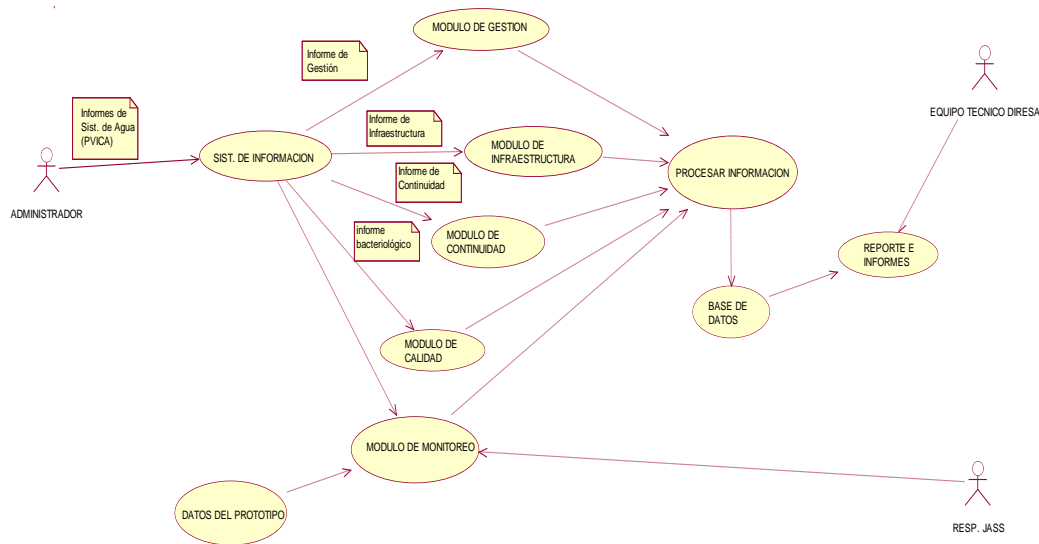 MODULO DE GESTION
Informe de
Gestión
Informes de
Sist. de Agua
(PVICA)
EQUIPO TECNICO DIRESA
Informe de
Infraestructura
SIST. DE INFORMACION
MODULO DE
INFRAESTRUCTURA
Informe de
Continuidad
PROCESAR INFORMACION
ADMINISTRADOR
informe
bacteriológico
MODULO DE
CONTINUIDAD
REPORTE E
INFORMES
BASE DE
DATOS
MODULO DE
CALIDAD
MODULO DE MONITOREO
DATOS DEL PROTOTIPO
RESP. JASS